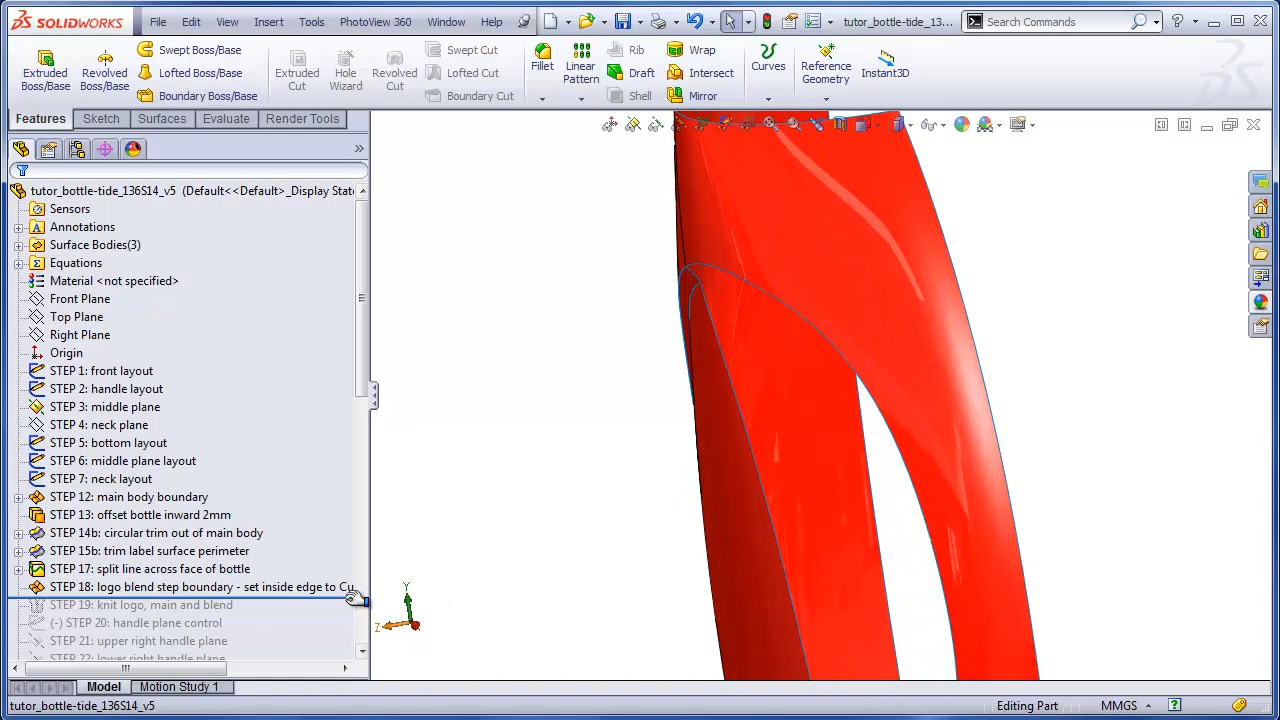 SOLIDWORKS File Edit View Insert Tools PhotoView 360 Window Help tutor_bottle-tide_13... Search Commands
Extruded Boss/Base Revolved Boss/Base Swept Boss/Base Lofted Boss/Base Boundary Boss/Base Extruded Cut Hole Wizard Revolved Cut Swept Cut Lofted Cut Boundary Cut Fillet Linear Pattern Rib Draft Shell Wrap Intersect Mirror Curves Reference Geometry Instant3D
Features Sketch Surfaces Evaluate Render Tools
tutor_bottle-tide_136S14_v5 (Default<<Default>_Display State
Sensors
Annotations
Surface Bodies(3)
Equations
Material <not specified>
Front Plane
Top Plane
Right Plane
Origin
STEP 1: front layout
STEP 2: handle layout
STEP 3: middle plane
STEP 4: neck plane
STEP 5: bottom layout
STEP 6: middle plane layout
STEP 7: neck layout
STEP 12: main body boundary
STEP 13: offset bottle inward 2mm
STEP 14b: circular trim out of main body
STEP 15b: trim label surface perimeter
STEP 17: split line across face of bottle
STEP 18: logo blend step boundary - set inside edge to Cu
STEP 19: knit logo, main and blend
(-) STEP 20: handle plane control
STEP 21: upper right handle plane
STEP 22: lower right handle plane
Y
Z
Model Motion Study 1
tutor_bottle-tide_136S14_v5 Editing Part MMGS